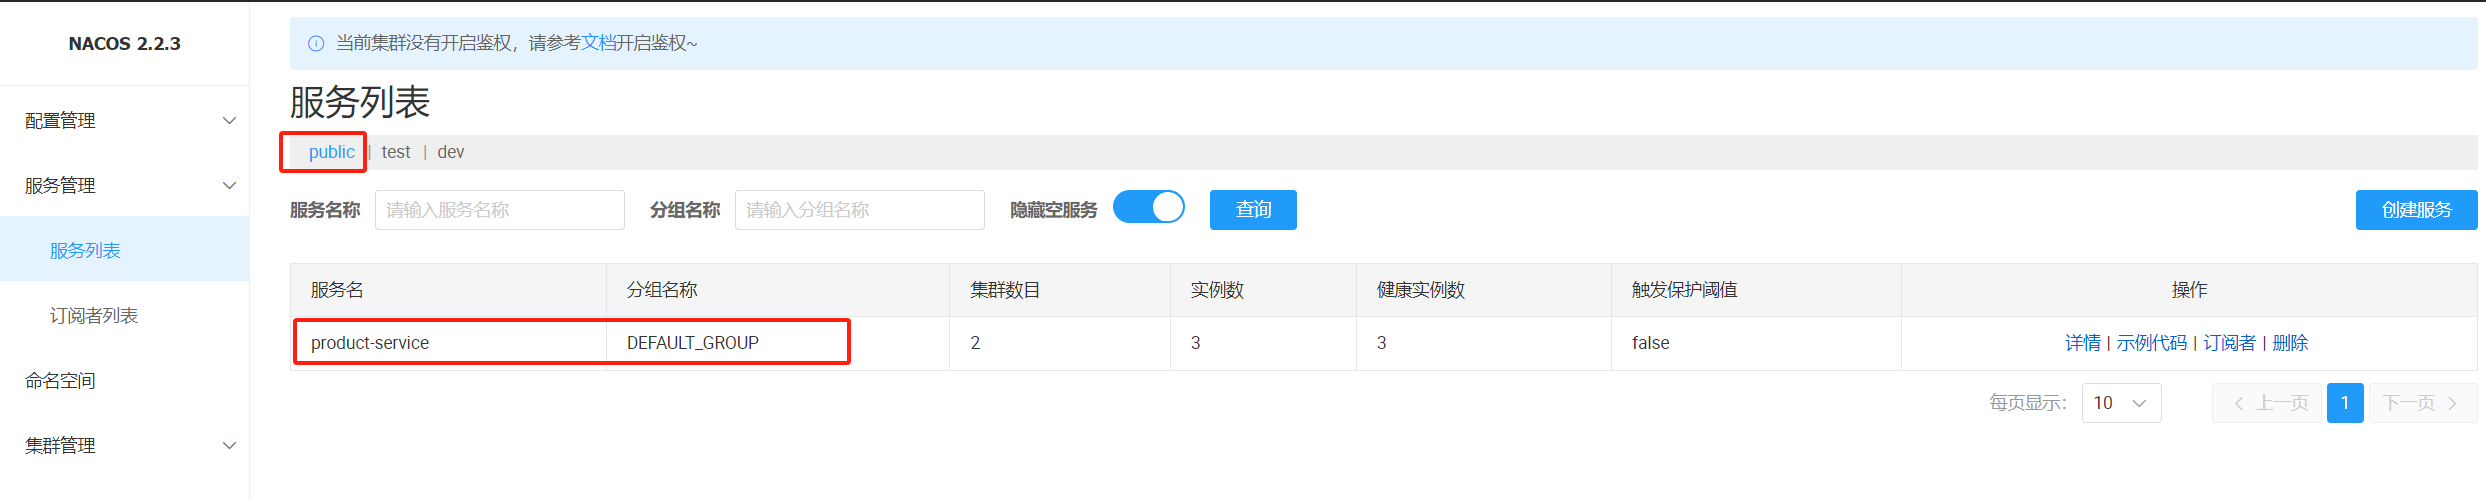 NACOS 2.2.3
当前集群没有开启鉴权，请参考文档开启鉴权~
服务列表
配置管理
public | test | dev
服务管理
服务名称 请输入服务名称 分组名称 请输入分组名称 隐藏空服务 查询 创建服务
服务列表
服务名 分组名称 集群数目 实例数 健康实例数 触发保护阈值 操作
订阅者列表
product-service DEFAULT_GROUP 2 3 3 false 详情 | 示例代码 | 订阅者 | 删除
命名空间
每页显示： 10 上一页 1 下一页
集群管理